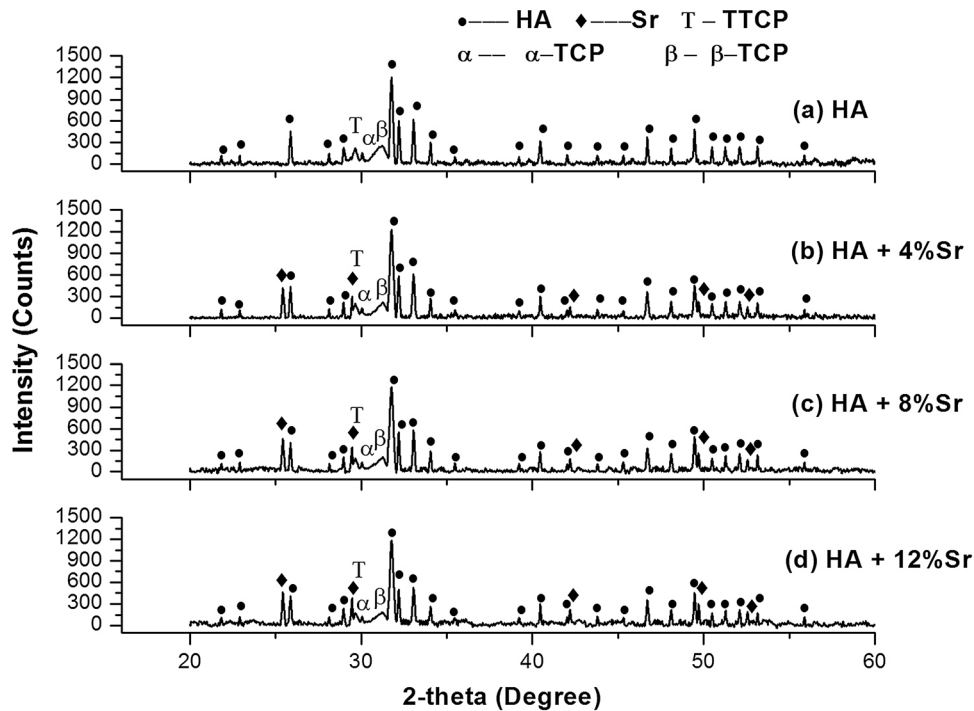 ●––– HA ♦–––Sr T – TTCP
α –– α–TCP β – β–TCP
Intensity (Counts)
1500
1200
900
600
300
0
T α β
(a) HA
1500
1200
900
600
300
0
T
α β
(b) HA + 4%Sr
1500
1200
900
600
300
0
T
α β
(c) HA + 8%Sr
1500
1200
900
600
300
0
T
α β
(d) HA + 12%Sr
20 30 40 50 60
2-theta (Degree)